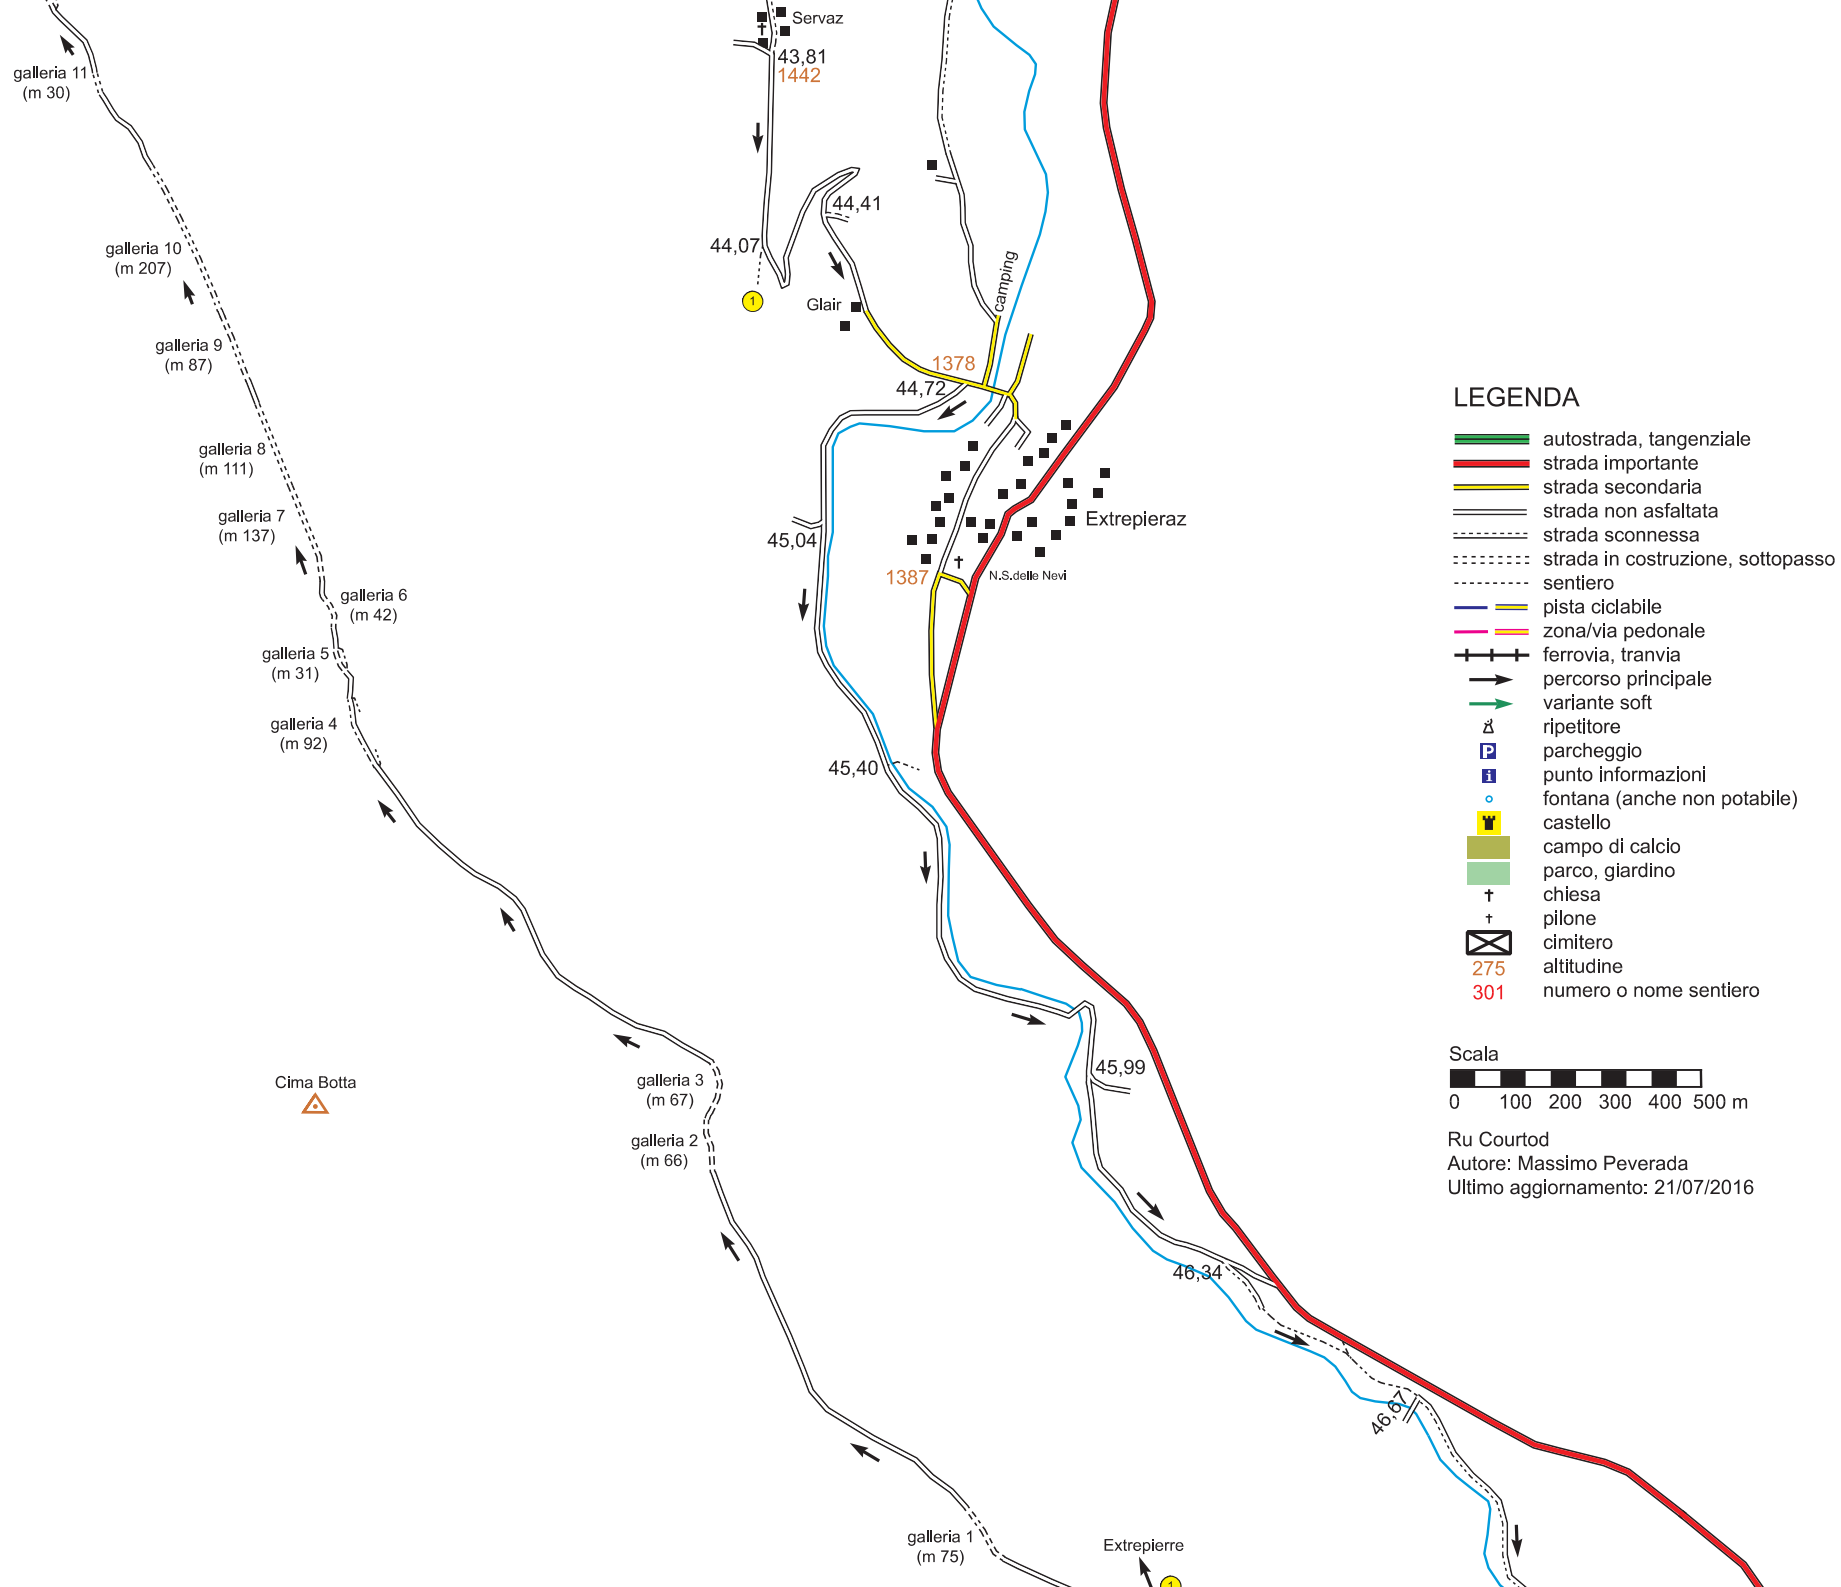 Servaz
43,81
1442
galleria 11
(m 30)
44,41
44,07
1
galleria 10
(m 207)
camping
Glair
galleria 9
(m 87)
1378
44,72
galleria 8
(m 111)
galleria 7
(m 137)
45,04
Extrepieraz
1387
N.S.delle Nevi
galleria 6
(m 42)
galleria 5
(m 31)
galleria 4
(m 92)
45,40
45,99
Cima Botta
galleria 3
(m 67)
galleria 2
(m 66)
46,34
46,67
galleria 1
(m 75)
Extrepierre
1
LEGENDA
autostrada, tangenziale
strada importante
strada secondaria
strada non asfaltata
strada sconnessa
strada in costruzione, sottopasso
sentiero
pista ciclabile
zona/via pedonale
ferrovia, tranvia
percorso principale
variante soft
ripetitore
P parcheggio
i punto informazioni
fontana (anche non potabile)
castello
campo di calcio
parco, giardino
chiesa
pilone
cimitero
275 altitudine
301 numero o nome sentiero
Scala
0 100 200 300 400 500 m
Ru Courtod
Autore: Massimo Peverada
Ultimo aggiornamento: 21/07/2016